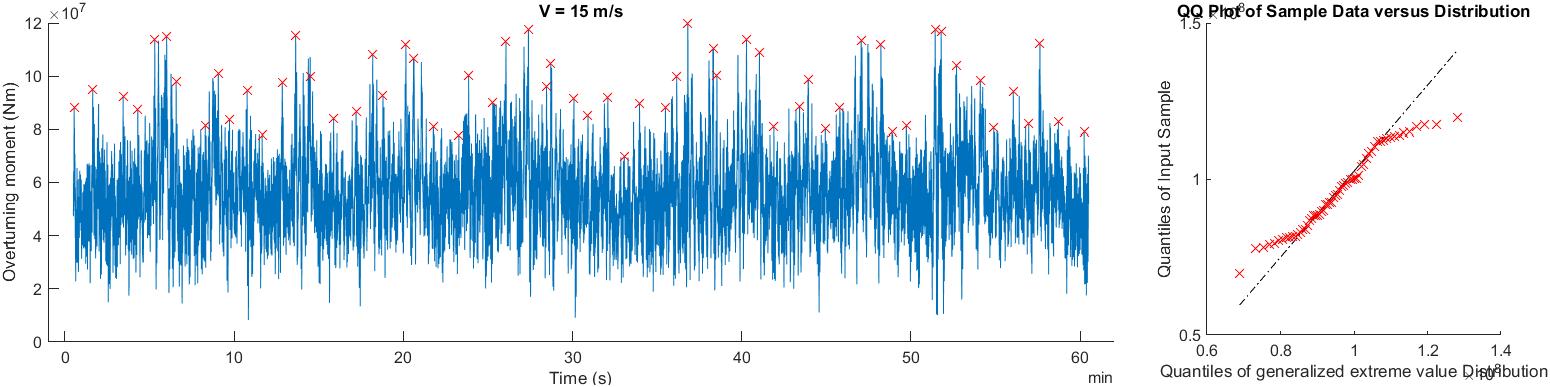 V = 15 m/s
×10⁷
12
10
8
6
4
2
0
Overturning moment (Nm)
0 10 20 30 40 50 60
Time (s)
min
QQ Plot of Sample Data versus Distribution
×10⁸
1.5
1
0.5
Quantiles of Input Sample
0.6 0.8 1 1.2 1.4
Quantiles of generalized extreme value Distribution
×10⁸